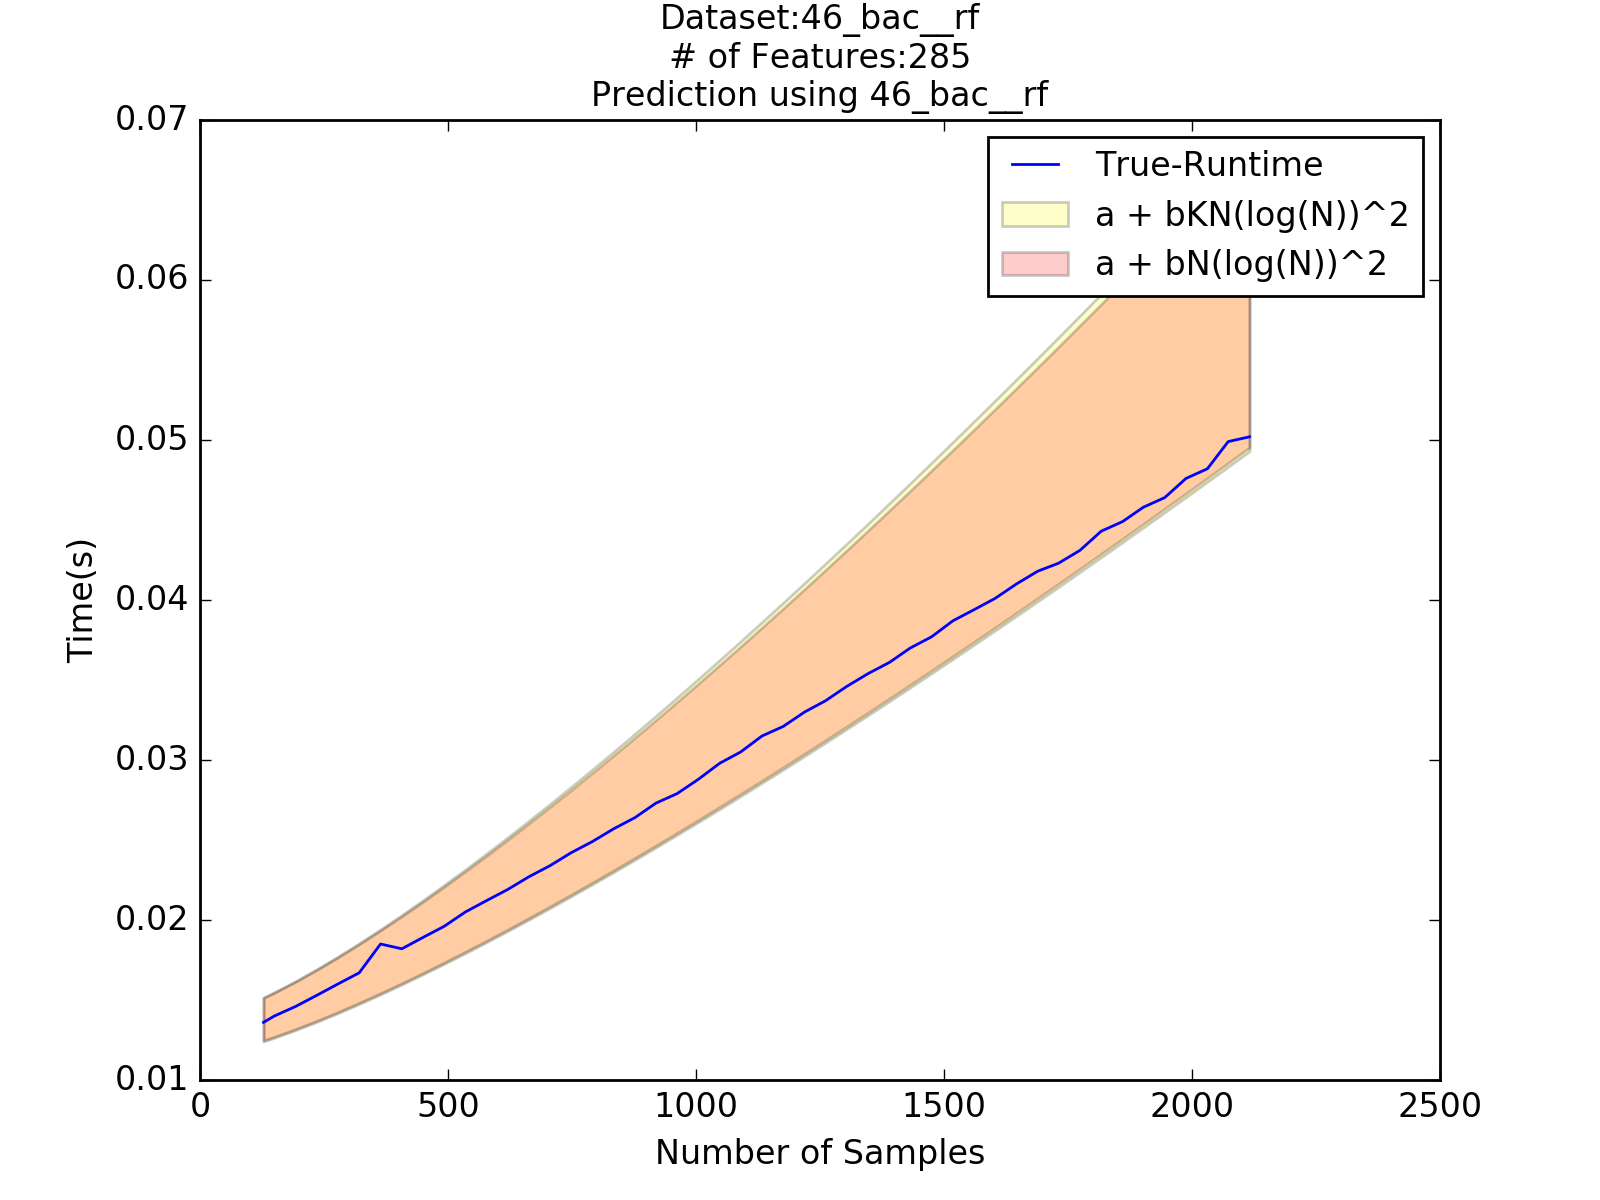 Dataset:46_bac__rf
# of Features:285
Prediction using 46_bac__rf
0.07
0.06
0.05
0.04
0.03
0.02
0.01
Time(s)
True-Runtime
a + bKN(log(N))^2
a + bN(log(N))^2
0 500 1000 1500 2000 2500
Number of Samples